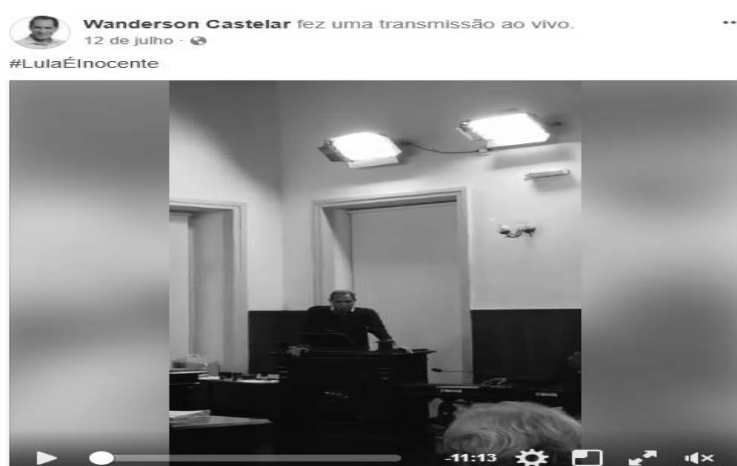 Wanderson Castelar fez uma transmissão ao vivo.
12 de julho ·
#LulaÉInocente
-11:13